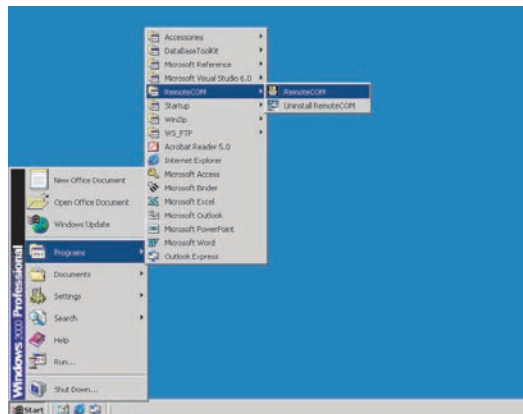 Accessories
DataBaseToolKit
Microsoft Reference
Microsoft Visual Studio 6.0
RemoteCOM
Startup
WinZip
WS_FTP
Acrobat Reader 5.0
Internet Explorer
Microsoft Access
Microsoft Binder
Microsoft Excel
Microsoft Outlook
Microsoft PowerPoint
Microsoft Word
Outlook Express
RemoteCOM
Uninstall RemoteCOM
New Office Document
Open Office Document
Windows Update
Programs
Documents
Settings
Search
Help
Run...
Shut Down...
Windows 2000 Professional
Start